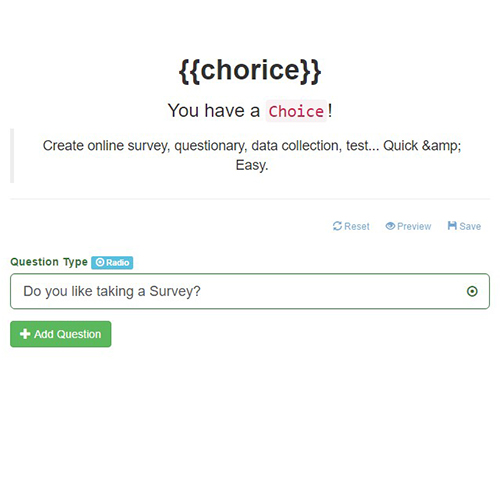 {{chorice}}
You have a Choice!
Create online survey, questionary, data collection, test... Quick &amp;
Easy.
Reset Preview Save
Question Type Radio
Do you like taking a Survey?
Add Question